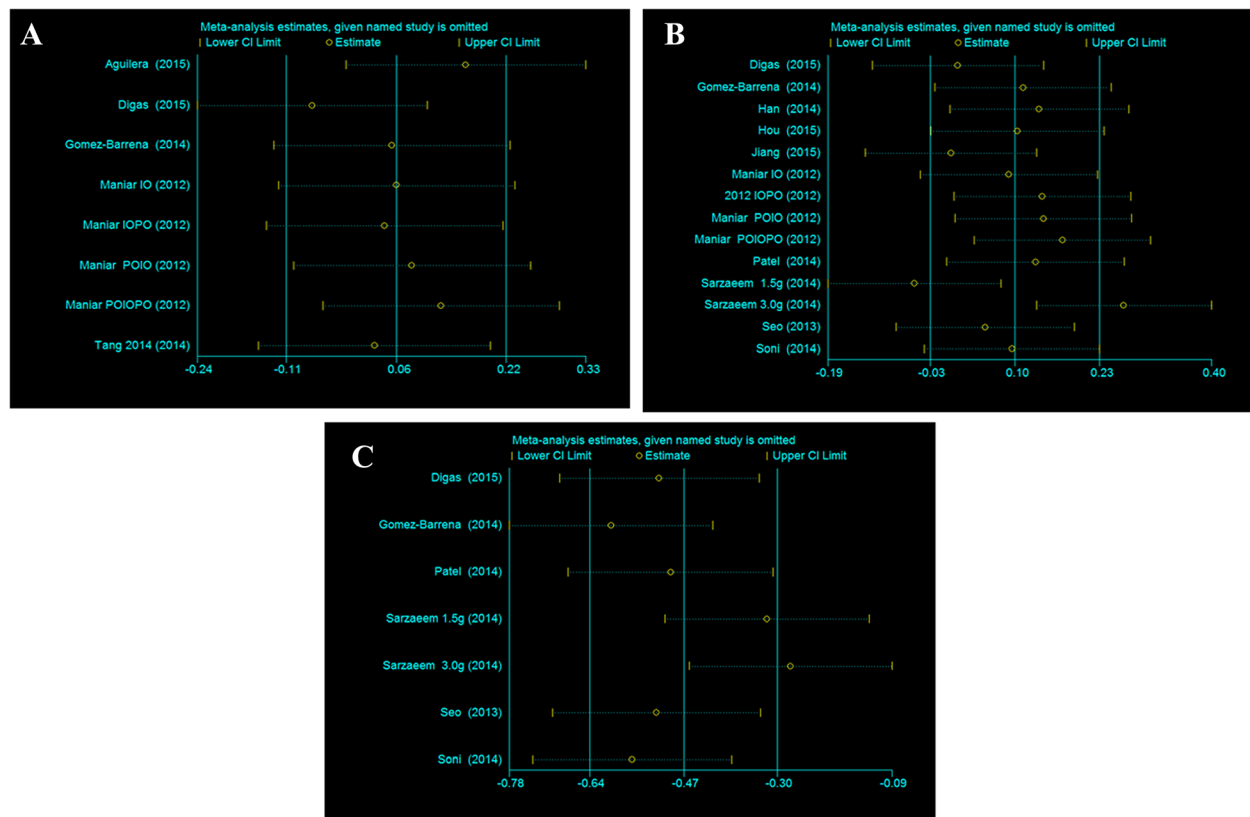 A
Meta-analysis estimates, given named study is omitted
Lower CI Limit Estimate Upper CI Limit
Aguilera (2015)
Digas (2015)
Gomez-Barrena (2014)
Maniar IO (2012)
Maniar IOPO (2012)
Maniar POIO (2012)
Maniar POIOPO (2012)
Tang 2014 (2014)
-0.24 -0.11 0.06 0.22 0.33
B
Meta-analysis estimates, given named study is omitted
Lower CI Limit Estimate Upper CI Limit
Digas (2015)
Gomez-Barrena (2014)
Han (2014)
Hou (2015)
Jiang (2015)
Maniar IO (2012)
2012 IOPO (2012)
Maniar POIO (2012)
Maniar POIOPO (2012)
Patel (2014)
Sarzaeem 1.5g (2014)
Sarzaeem 3.0g (2014)
Seo (2013)
Soni (2014)
-0.19 -0.03 0.10 0.23 0.40
C
Meta-analysis estimates, given named study is omitted
Lower CI Limit Estimate Upper CI Limit
Digas (2015)
Gomez-Barrena (2014)
Patel (2014)
Sarzaeem 1.5g (2014)
Sarzaeem 3.0g (2014)
Seo (2013)
Soni (2014)
-0.78 -0.64 -0.47 -0.30 -0.09